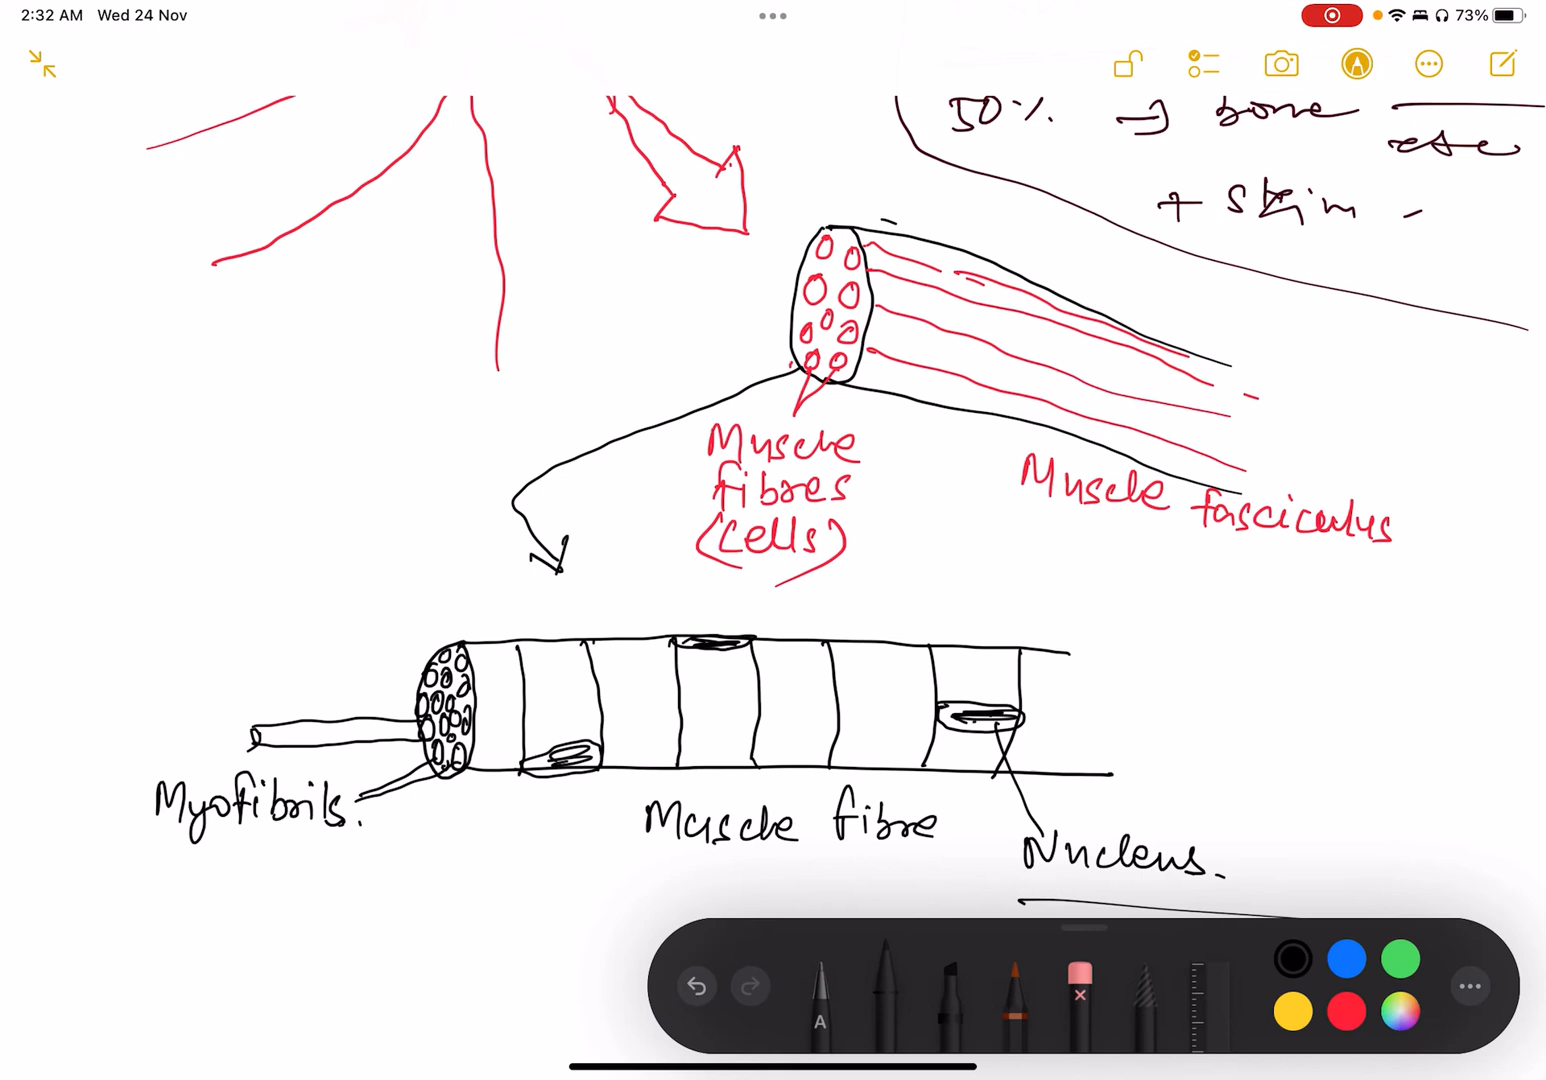 2:32 AM Wed 24 Nov
73%
50% → bone
etc
+ skin -
Muscle
fibres
(cells)
Muscle fasciculus
Myofibrils.
Muscle fibre
Nucleus.
A